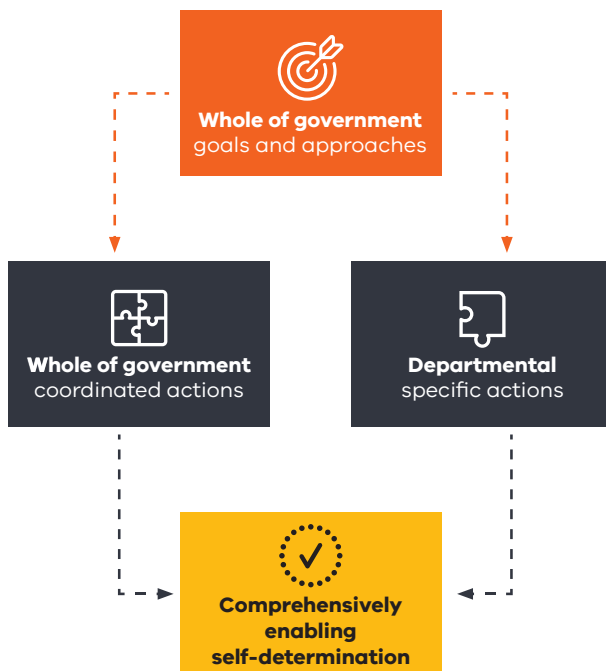 Whole of government
goals and approaches
Whole of government
coordinated actions
Departmental
specific actions
Comprehensively
enabling
self-determination